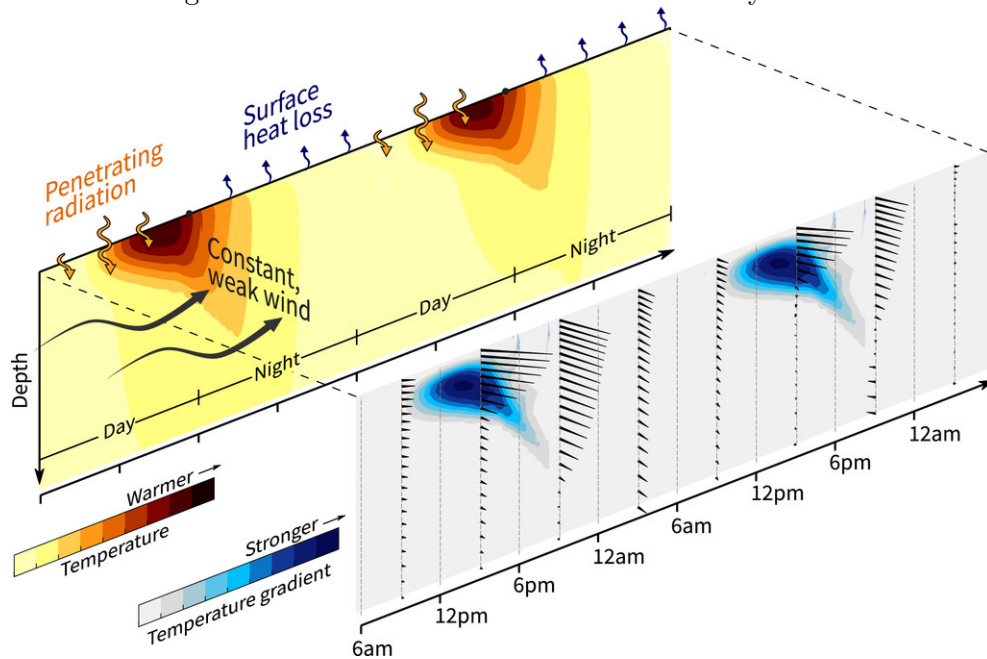 Surface
heat loss
Penetrating
radiation
Constant,
weak wind
Depth
Day
Night
Day
Night
Warmer
Temperature
Stronger
Temperature gradient
6am
12pm
6pm
12am
6am
12pm
6pm
12am